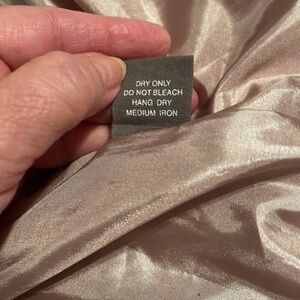 DRY ONLY
DO NOT BLEACH
HANG DRY
MEDIUM IRON